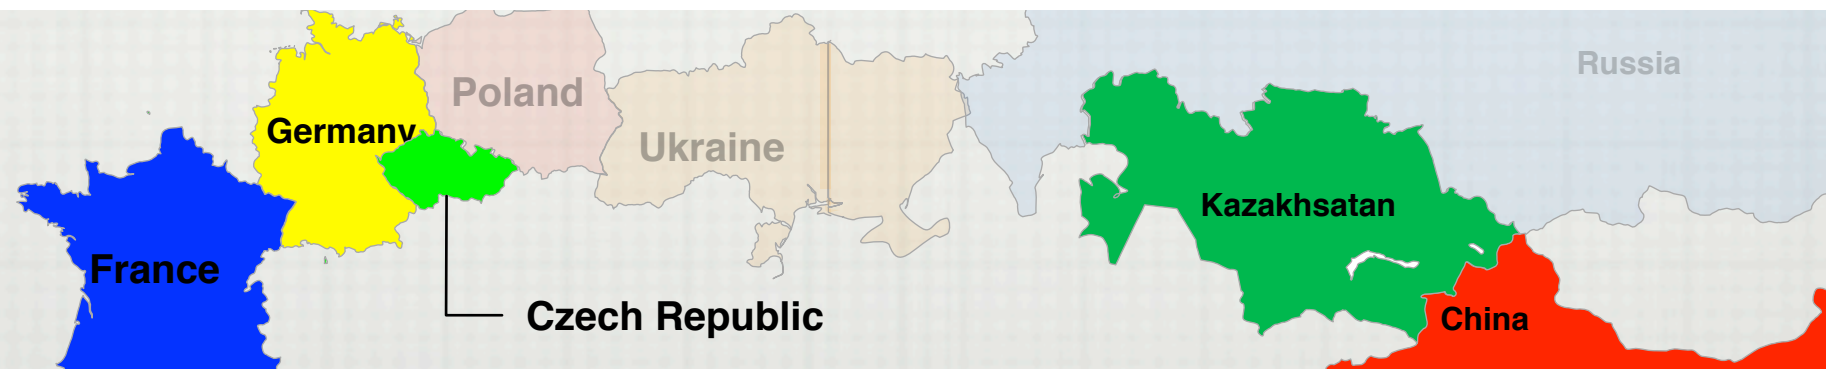 Russia
Poland
Germany
Ukraine
Kazakhsatan
France
Czech Republic
China